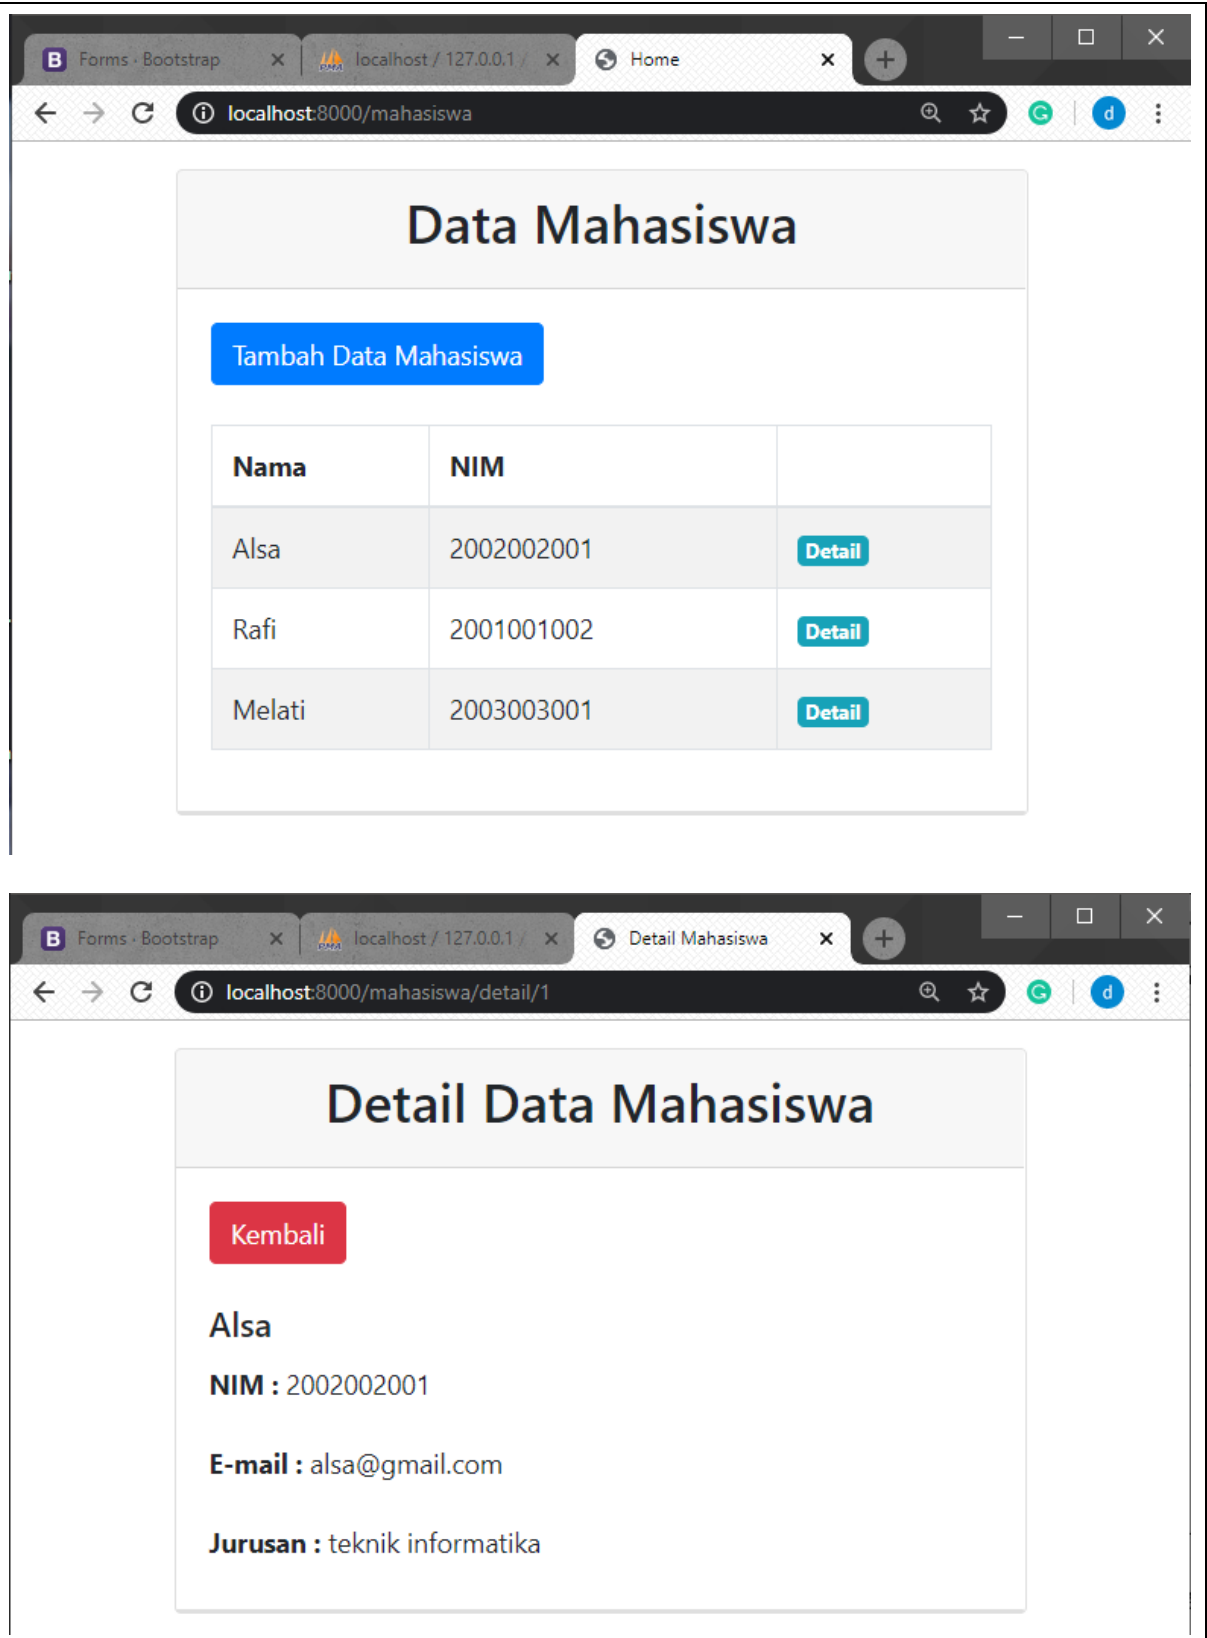 Forms · Bootstrap
localhost / 127.0.0.1 /
Home
localhost:8000/mahasiswa
d
Data Mahasiswa
Tambah Data Mahasiswa
Nama NIM
Alsa 2002002001 Detail
Rafi 2001001002 Detail
Melati 2003003001 Detail
Forms · Bootstrap
localhost / 127.0.0.1 /
Detail Mahasiswa
localhost:8000/mahasiswa/detail/1
d
Detail Data Mahasiswa
Kembali
Alsa
NIM : 2002002001
E-mail : alsa@gmail.com
Jurusan : teknik informatika